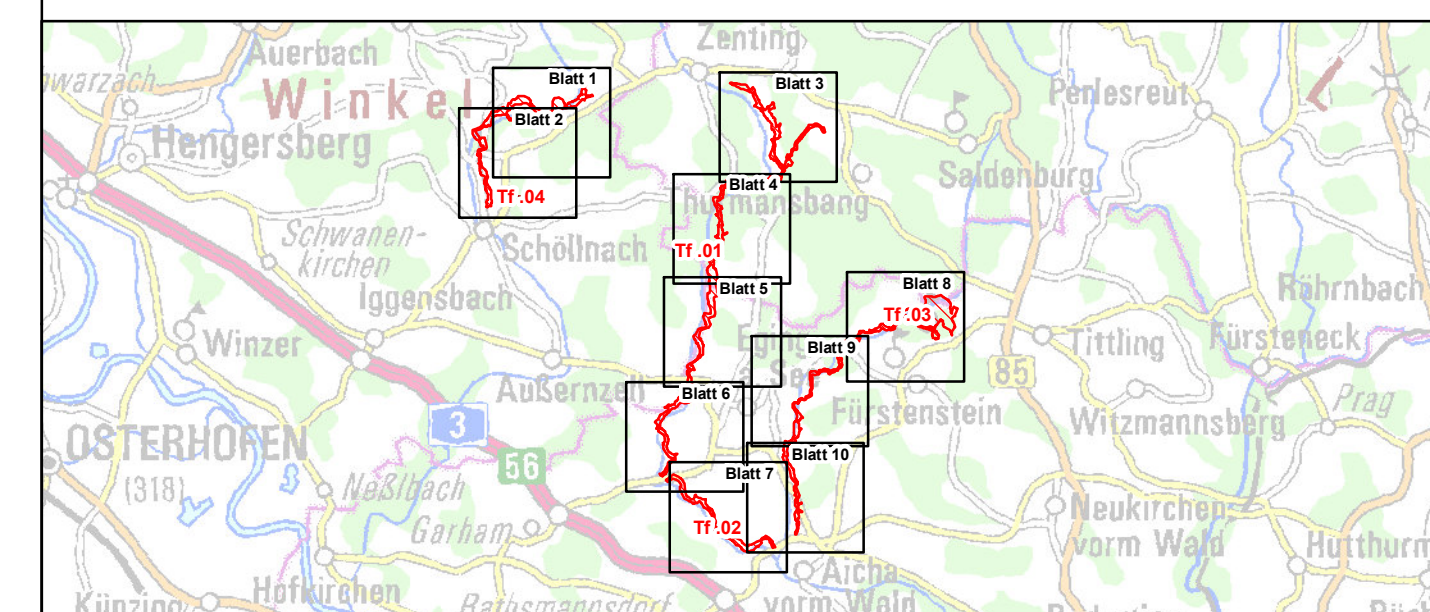 Zenting
Auerbach
Blatt 1
Blatt 3
Perlesreut
Winkel
Blatt 2
Hengersberg
Saldenburg
Blatt 4
Tf .04
Thurmansbang
Schwanen-
kirchen
Schöllnach
Tf .01
Blatt 5
Blatt 8
Röhrnbach
Iggensbach
Tf .03
Winzer
Blatt 9
Tittling
Fürsteneck
85
Außernzell
Blatt 6
Fürstenstein
Witzmannsberg
Prag
3
OSTERHOFEN
(318)
56
Blatt 10
Blatt 7
Neßlbach
Garham
Tf .02
Neukirchen
vorm Wald
Hutthurm
Aicha
vorm Wald
Hofkirchen
Künzing
Rathsmannsdorf